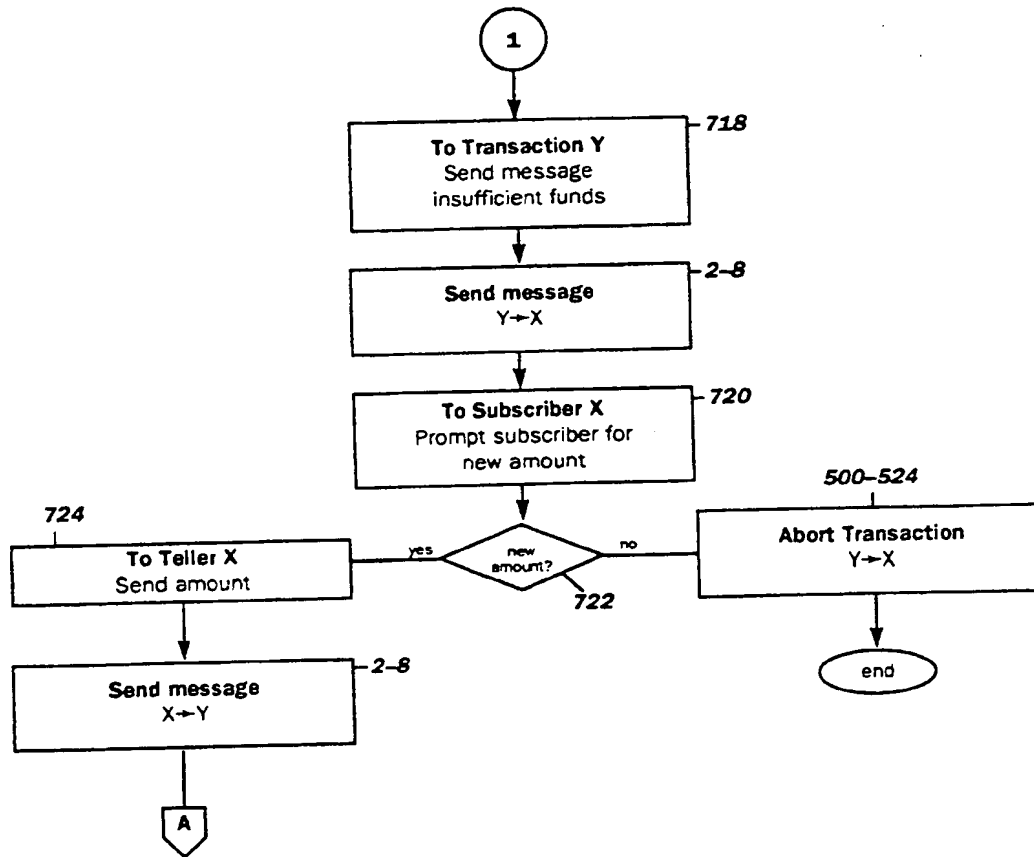 1
718
To Transaction Y
Send message
insufficient funds
2-8
Send message
Y→X
720
To Subscriber X
Prompt subscriber for
new amount
724
To Teller X
Send amount
yes
new
amount?
no
722
500-524
Abort Transaction
Y→X
end
2-8
Send message
X→Y
A